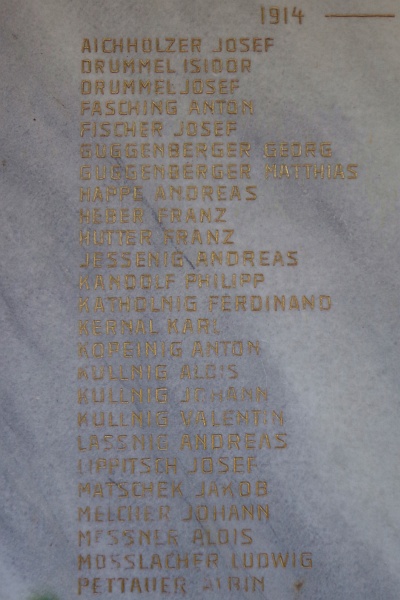 1914
AICHHOLZER JOSEF
DRUMMEL ISIDOR
DRUMMEL JOSEF
FASCHING ANTON
FISCHER JOSEF
GUGGENBERGER GEORG
GUGGENBERGER MATTHIAS
HAPPE ANDREAS
HEBER FRANZ
HUTTER FRANZ
JESSENIG ANDREAS
KANDOLF PHILIPP
KATHOLNIG FERDINAND
KERNAL KARL
KOFEINIG ANTON
KULLNIG ALOIS
KULLNIG JOHANN
KULLNIG VALENTIN
LASSNIG ANDREAS
LIPPITSCH JOSEF
MATSCHEK JAKOB
MELCHER JOHANN
MESSNER ALOIS
MOSSLACHER LUDWIG
PETTAUER